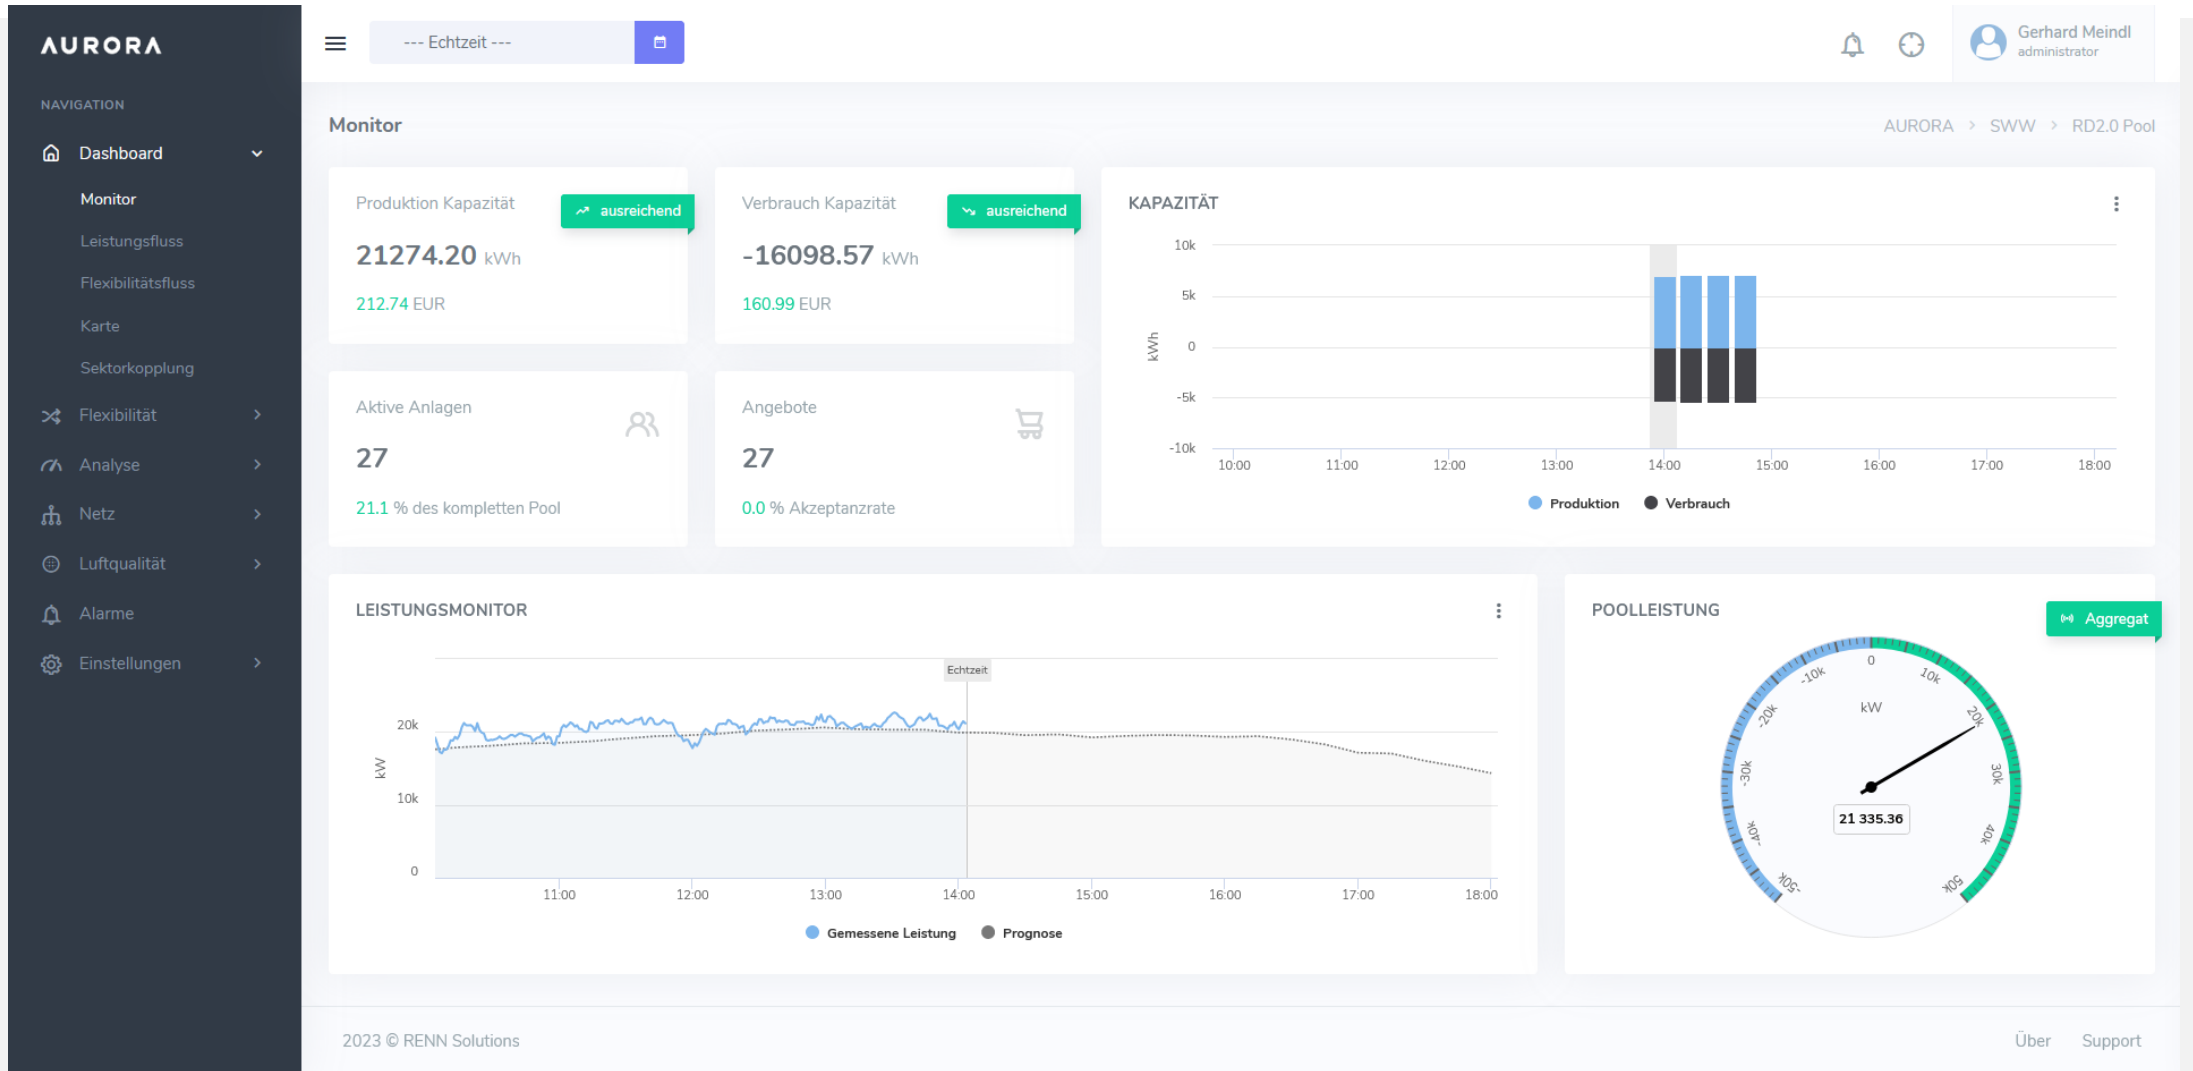 AURORA
NAVIGATION
Dashboard
Monitor
Leistungsfluss
Flexibilitätsfluss
Karte
Sektorkopplung
Flexibilität
Analyse
Netz
Luftqualität
Alarme
Einstellungen
--- Echtzeit ---
Gerhard Meindl
administrator
Monitor
AURORA > SWW > RD2.0 Pool
Produktion Kapazität
ausreichend
21274.20 kWh
212.74 EUR
Verbrauch Kapazität
ausreichend
-16098.57 kWh
160.99 EUR
Aktive Anlagen
27
21.1 % des kompletten Pool
Angebote
27
0.0 % Akzeptanzrate
KAPAZITÄT
kWh
10k
5k
0
-5k
-10k
10:00 11:00 12:00 13:00 14:00 15:00 16:00 17:00 18:00
Produktion Verbrauch
LEISTUNGSMONITOR
Echtzeit
kW
20k
10k
0
11:00 12:00 13:00 14:00 15:00 16:00 17:00 18:00
Gemessene Leistung Prognose
POOLLEISTUNG
Aggregat
-50k -40k -30k -20k -10k 0 10k 20k 30k 40k 50k
kW
21 335.36
2023 © RENN Solutions
Über Support